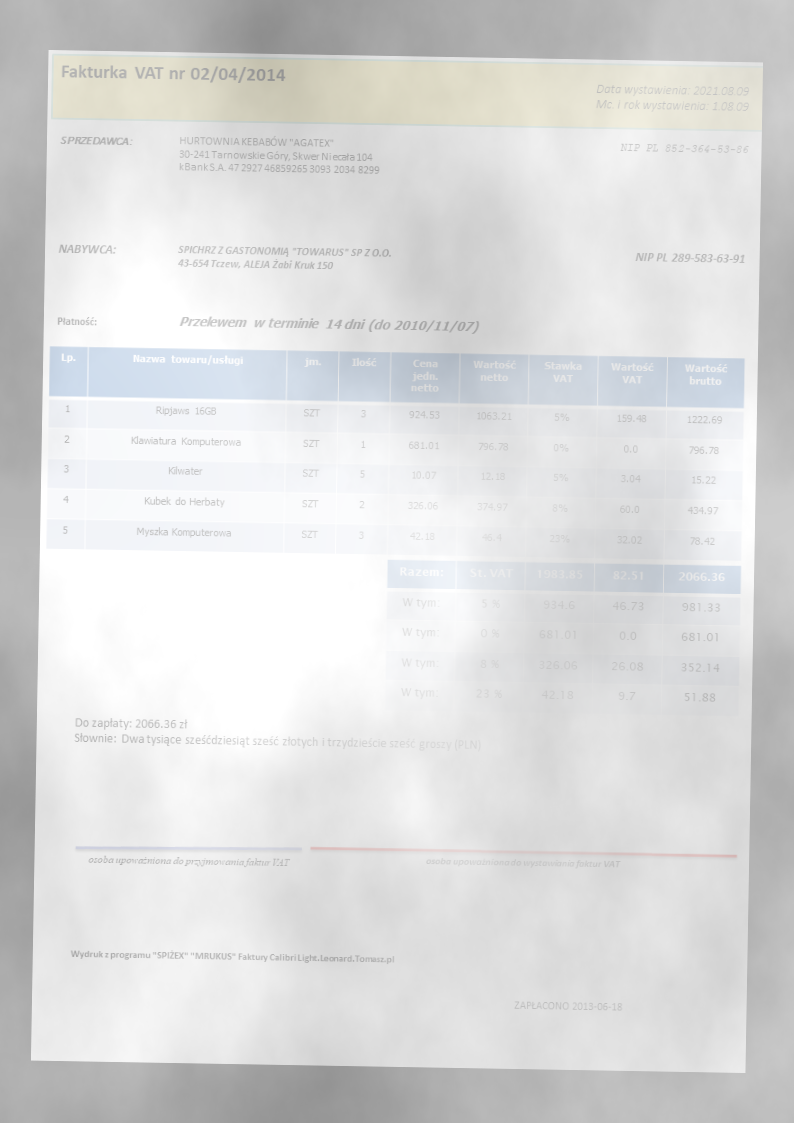 Fakturka VAT nr 02/04/2014
Data wystawienia: 2021.08.09
Mc. i rok wystawienia: 1.08.09
SPRZEDAWCA: HURTOWNIA KEBABÓW "AGATEX" NIP PL 852-364-53-86
30-241 Tarnowskie Góry, Skwer Niecała 104
kBank S.A. 47 2927 46859265 3093 2034 8299
NABYWCA: SPICHRZ Z GASTONOMIĄ "TOWARUS" SP Z O.O. NIP PL 289-583-63-91
43-654 Tczew, ALEJA Żabi Kruk 150
Płatność: Przelewem w terminie 14 dni (do 2010/11/07)
Lp. Nazwa towaru/usługi jm. Ilość Cena jedn. netto Wartość netto Stawka VAT Wartość VAT Wartość brutto
1 Ripjaws 16GB SZT 3 924.53 1063.21 5% 159.48 1222.69
2 Klawiatura Komputerowa SZT 1 681.01 796.78 0% 0.0 796.78
3 Kilwater SZT 5 10.07 12.18 5% 3.04 15.22
4 Kubek do Herbaty SZT 2 326.06 374.97 8% 60.0 434.97
5 Myszka Komputerowa SZT 3 42.18 46.4 23% 32.02 78.42
Razem: St. VAT 1983.85 82.51 2066.36
W tym: 5 % 934.6 46.73 981.33
W tym: 0 % 681.01 0.0 681.01
W tym: 8 % 326.06 26.08 352.14
W tym: 23 % 42.18 9.7 51.88
Do zapłaty: 2066.36 zł
Słownie: Dwa tysiące sześćdziesiąt sześć złotych i trzydzieście sześć groszy (PLN)
osoba upoważniona do przyjmowania faktur VAT
osoba upoważniona do wystawiania faktur VAT
Wydruk z programu "SPIŻEX" "MRUKUS" Faktury Calibri Light.Leonard.Tomasz.pl
ZAPŁACONO 2013-06-18